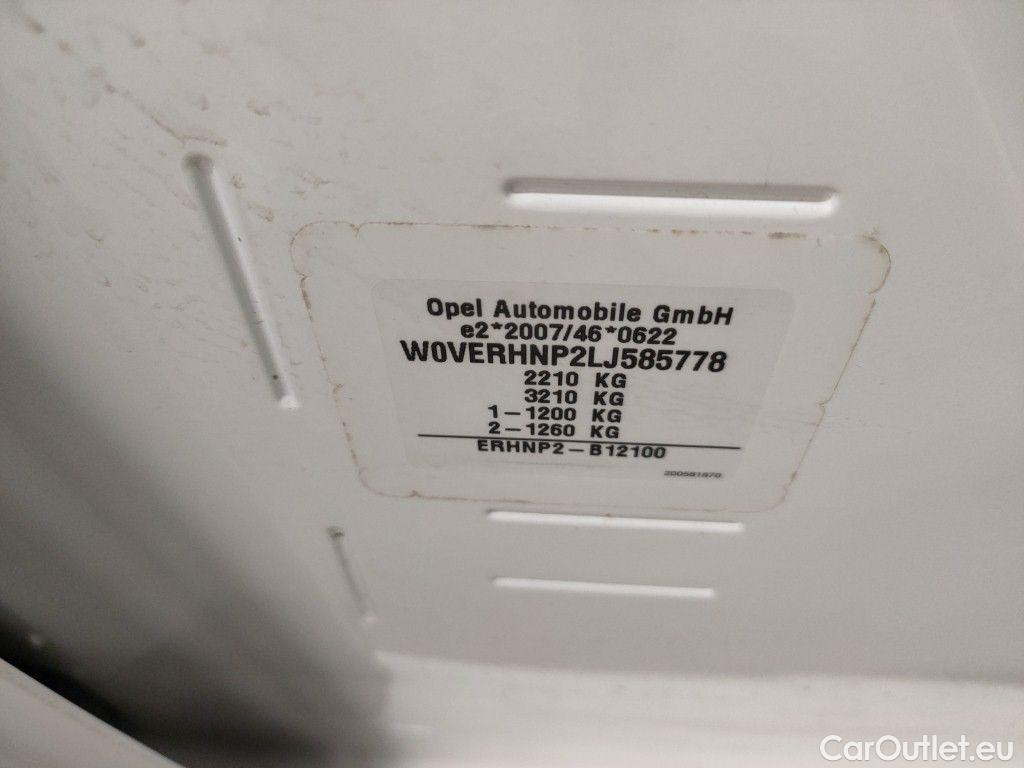 Opel Automobile GmbH
e2*2007/46*0622
W0VERHNP2LJ585778
2210 KG
3210 KG
1-1200 KG
2-1260 KG
ERHNP2-B12100
200581870
CarOutlet.eu